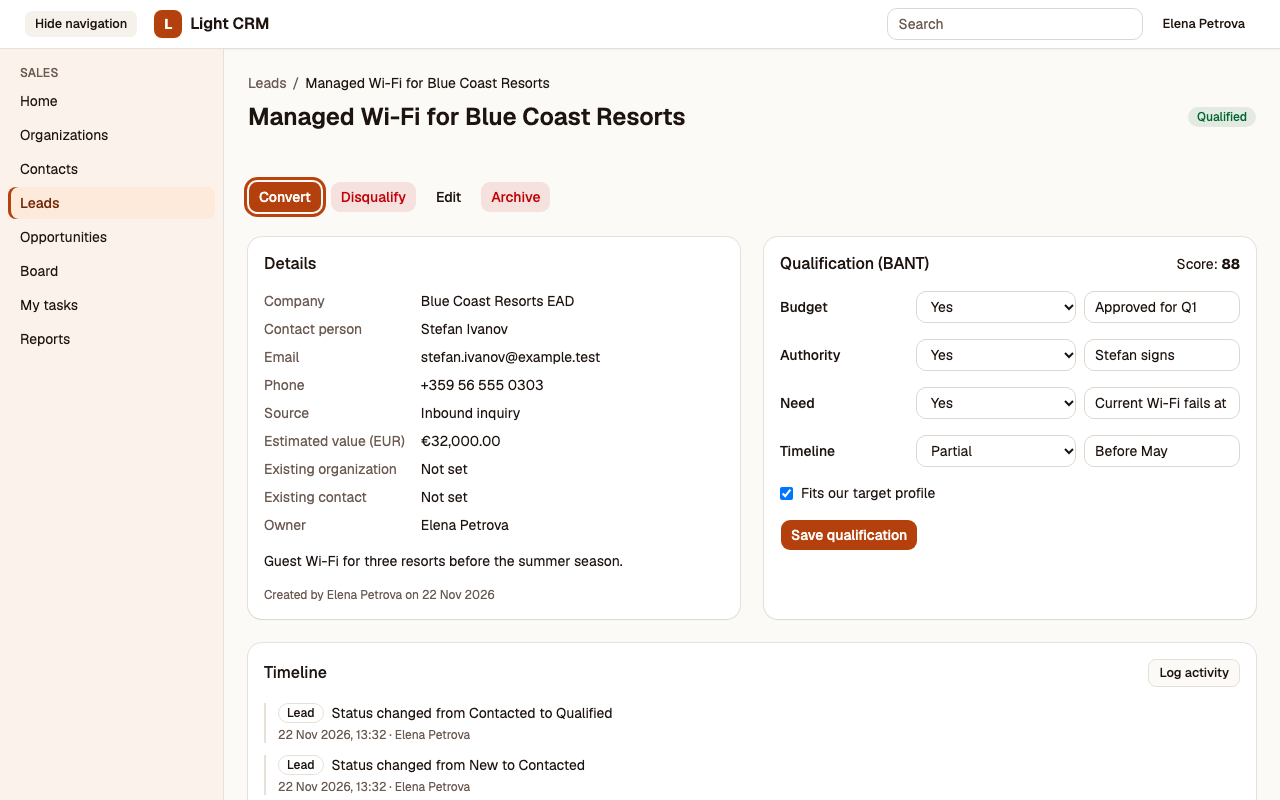 Hide navigation
L
Light CRM
Search
Elena Petrova
SALES
Home
Organizations
Contacts
Leads
Opportunities
Board
My tasks
Reports
Leads / Managed Wi-Fi for Blue Coast Resorts
Managed Wi-Fi for Blue Coast Resorts
Qualified
Convert
Disqualify
Edit
Archive
Details
Company Blue Coast Resorts EAD
Contact person Stefan Ivanov
Email stefan.ivanov@example.test
Phone +359 56 555 0303
Source Inbound inquiry
Estimated value (EUR) €32,000.00
Existing organization Not set
Existing contact Not set
Owner Elena Petrova
Guest Wi-Fi for three resorts before the summer season.
Created by Elena Petrova on 22 Nov 2026
Qualification (BANT) Score: 88
Budget Yes Approved for Q1
Authority Yes Stefan signs
Need Yes Current Wi-Fi fails at
Timeline Partial Before May
Fits our target profile
Save qualification
Timeline
Log activity
Lead Status changed from Contacted to Qualified
22 Nov 2026, 13:32 · Elena Petrova
Lead Status changed from New to Contacted
22 Nov 2026, 13:32 · Elena Petrova